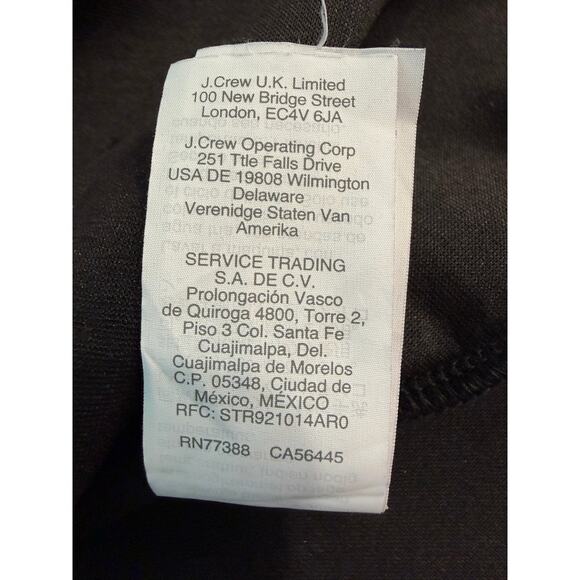 J.Crew U.K. Limited
100 New Bridge Street
London, EC4V 6JA
J.Crew Operating Corp
251 Ttle Falls Drive
USA DE 19808 Wilmington
Delaware
Verenidge Staten Van
Amerika
SERVICE TRADING
S.A. DE C.V.
Prolongación Vasco
de Quiroga 4800, Torre 2,
Piso 3 Col. Santa Fe
Cuajimalpa, Del.
Cuajimalpa de Morelos
C.P. 05348, Ciudad de
México, MÉXICO
RFC: STR921014AR0
RN77388 CA56445